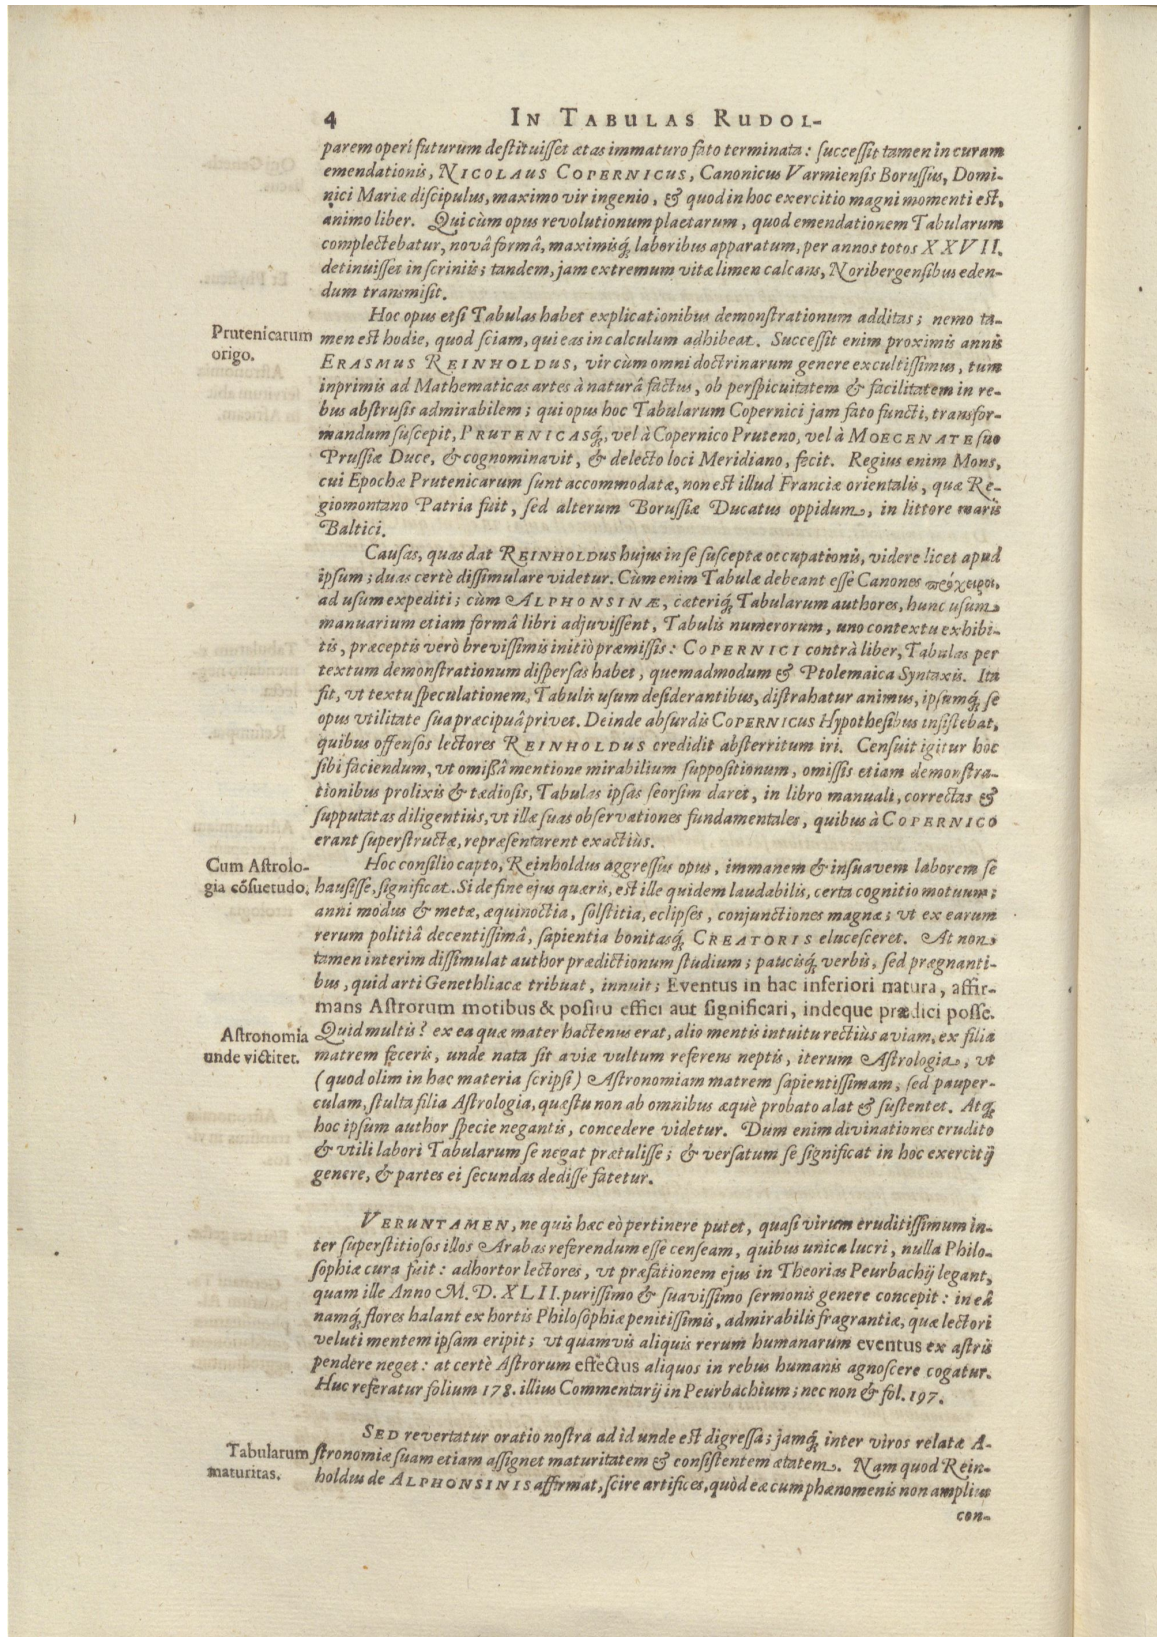 4 IN TABULAS RUDOL-
parem operi futurum destituisset ætas immaturo fato terminata: successit tamen in curam
emendationis, NICOLAUS COPERNICUS, Canonicus Varmiensis Borussus, Domi-
nici Mariæ discipulus, maximo vir ingenio, & quod in hoc exercitio magni momenti est,
animo liber. Qui cùm opus revolutionum plaetarum, quod emendationem Tabularum
complectebatur, novâ formâ, maximisq́; laboribus apparatum, per annos totos XXVII.
detinuisset in scriniis; tandem, jam extremum vitæ limen calcans, Noribergensibus eden-
dum transmisit.
Hoc opus etsi Tabulas habet explicationibus demonstrationum additas; nemo ta-
Prutenicarum
origo.
men est hodie, quod sciam, qui eas in calculum adhibeat. Successit enim proximis annis
ERASMUS REINHOLDUS, vir cùm omni doctrinarum genere excultissimus, tum
inprimis ad Mathematicas artes à naturâ factus, ob perspicuitatem & facilitatem in re-
bus abstrusis admirabilem; qui opus hoc Tabularum Copernici jam fato functi, transfor-
mandum suscepit, PRUTENICASq́;, vel à Copernico Pruteno, vel à MOECENATE suo
Prussiæ Duce, & cognominavit, & delecto loci Meridiano, fecit. Regius enim Mons,
cui Epochæ Prutenicarum sunt accommodatæ, non est illud Franciæ orientalis, quæ Re-
giomontano Patria fuit, sed alterum Borussiæ Ducatus oppidum, in littore maris
Baltici.
Causas, quas dat REINHOLDUS hujus in se susceptæ occupationis, videre licet apud
ipsum; duas certè dissimulare videtur. Cùm enim Tabulæ debeant esse Canones πρόχειροι,
ad usum expediti; cùm ALPHONSINÆ, cæteriq́; Tabularum authores, hunc usum
manuarium etiam formâ libri adjuvissent, Tabulis numerorum, uno contextu exhibi-
tis, præceptis verò brevissimis initiò præmissis: COPERNICI contrà liber, Tabulas per
textum demonstrationum dispersas habet, quemadmodum & Ptolemaica Syntaxis. Ita
fit, vt textu speculationem, Tabulis usum desiderantibus, distrahatur animus, ipsumq́; se
opus vtilitate sua præcipuâ privet. Deinde absurdis COPERNICUS Hypothesibus insistebat,
quibus offensos lectores REINHOLDUS credidit absterritum iri. Censuit igitur hoc
sibi faciendum, vt omissâ mentione mirabilium suppositionum, omissis etiam demonstra-
tionibus prolixis & tædiosis, Tabulas ipsas seorsim daret, in libro manuali, correctas &
supputatas diligentiùs, vt illæ suas observationes fundamentales, quibus à COPERNICO
erant superstructæ, repræsentarent exactiùs.
Cum Astrolo-
gia cõsuetudo.
Hoc consilio capto, Reinholdus aggressus opus, immanem & insuavem laborem se
hausisse, significat. Si de fine ejus quæris, est ille quidem laudabilis, certa cognitio motuum;
anni modus & metæ, æquinoctia, solstitia, eclipses, conjunctiones magnæ; vt ex earum
rerum politiâ decentissimâ, sapientia bonitasq́; CREATORIS elucesceret. At non
tamen interim dissimulat author prædictionum studium; paucisq́; verbis, sed prægnanti-
bus, quid arti Genethliacæ tribuat, innuit; Eventus in hac inferiori natura, affir-
mans Astrorum motibus & positu effici aut significari, indeque prædici posse.
Astronomia
unde victitet.
Quid multis? ex ea quæ mater hactenus erat, alio mentis intuitu rectiùs aviam, ex filia
matrem feceris, unde nata sit aviæ vultum referens neptis, iterum Astrologia, vt
(quod olim in hac materia scripsi) Astronomiam matrem sapientissimam, sed pauper-
culam, stulta filia Astrologia, quæstu non ab omnibus æquè probato alat & sustentet. Atq́;
hoc ipsum author specie negantis, concedere videtur. Dum enim divinationes erudito
& vtili labori Tabularum se negat prætulisse; & versatum se significat in hoc exercitij
genere, & partes ei secundas dedisse fatetur.
VERUNTAMEN, ne quis hæc eò pertinere putet, quasi virum eruditissimum in-
ter superstitiosos illos Arabas referendum esse censeam, quibus unica lucri, nulla Philo-
sophiæ cura fuit: adhortor lectores, vt præfationem ejus in Theorias Peurbachij legant,
quam ille Anno M. D. XLII. purissimo & suavissimo sermonis genere concepit: in eâ
namq́; flores halant ex hortis Philosophiæ penitissimis, admirabilis fragrantiæ, quæ lectori
veluti mentem ipsam eripit; vt quamvis aliquis rerum humanarum eventus ex astris
pendere neget: at certè Astrorum effectus aliquos in rebus humanis agnoscere cogatur.
Huc referatur folium 178. illius Commentarij in Peurbachium; nec non & fol. 197.
SED revertatur oratio nostra ad id unde est digressa; jamq́; inter viros relatæ A-
Tabularum
maturitas.
stronomiæ suam etiam assignet maturitatem & consistentem ætatem. Nam quod Rein-
holdus de ALPHONSINIS affirmat, scire artifices, quòd eæ cum phænomenis non amplius
con-